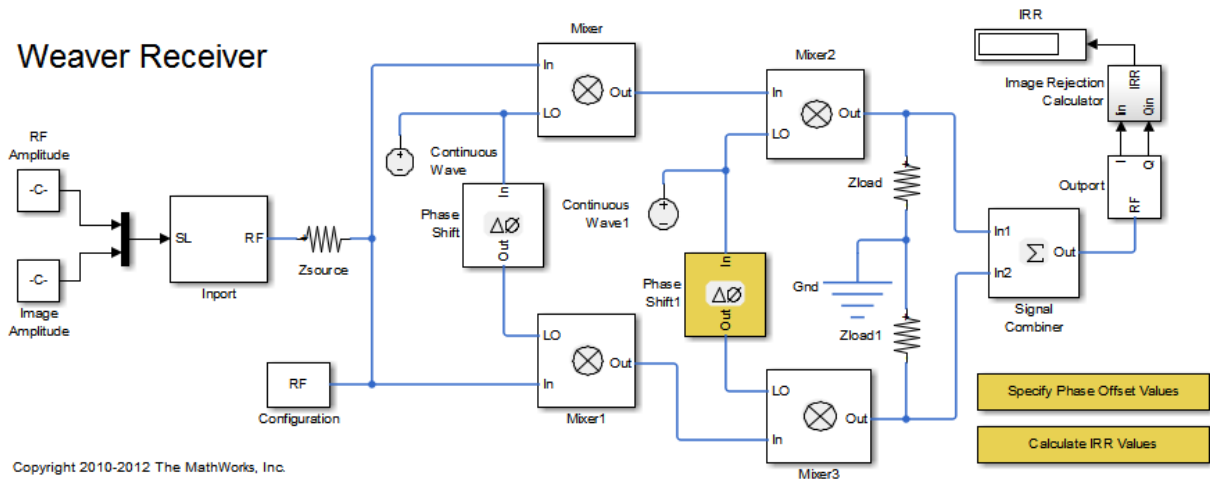 Weaver Receiver
RF
Amplitude
-C-
-C-
Image
Amplitude
SL
RF
Inport
Zsource
RF
Configuration
Mixer
In
LO
Out
Continuous
Wave
Phase
Shift
In
ΔØ
Out
LO
In
Out
Mixer1
Mixer2
In
LO
Out
Continuous
Wave1
Phase
Shift1
In
ΔØ
Out
LO
In
Out
Mixer3
Zload
Gnd
Zload1
In1
In2
Σ
Out
Signal
Combiner
IRR
Image Rejection
Calculator
IRR
Iin
Qin
I
Q
Outport
RF
Specify Phase Offset Values
Calculate IRR Values
Copyright 2010-2012 The MathWorks, Inc.